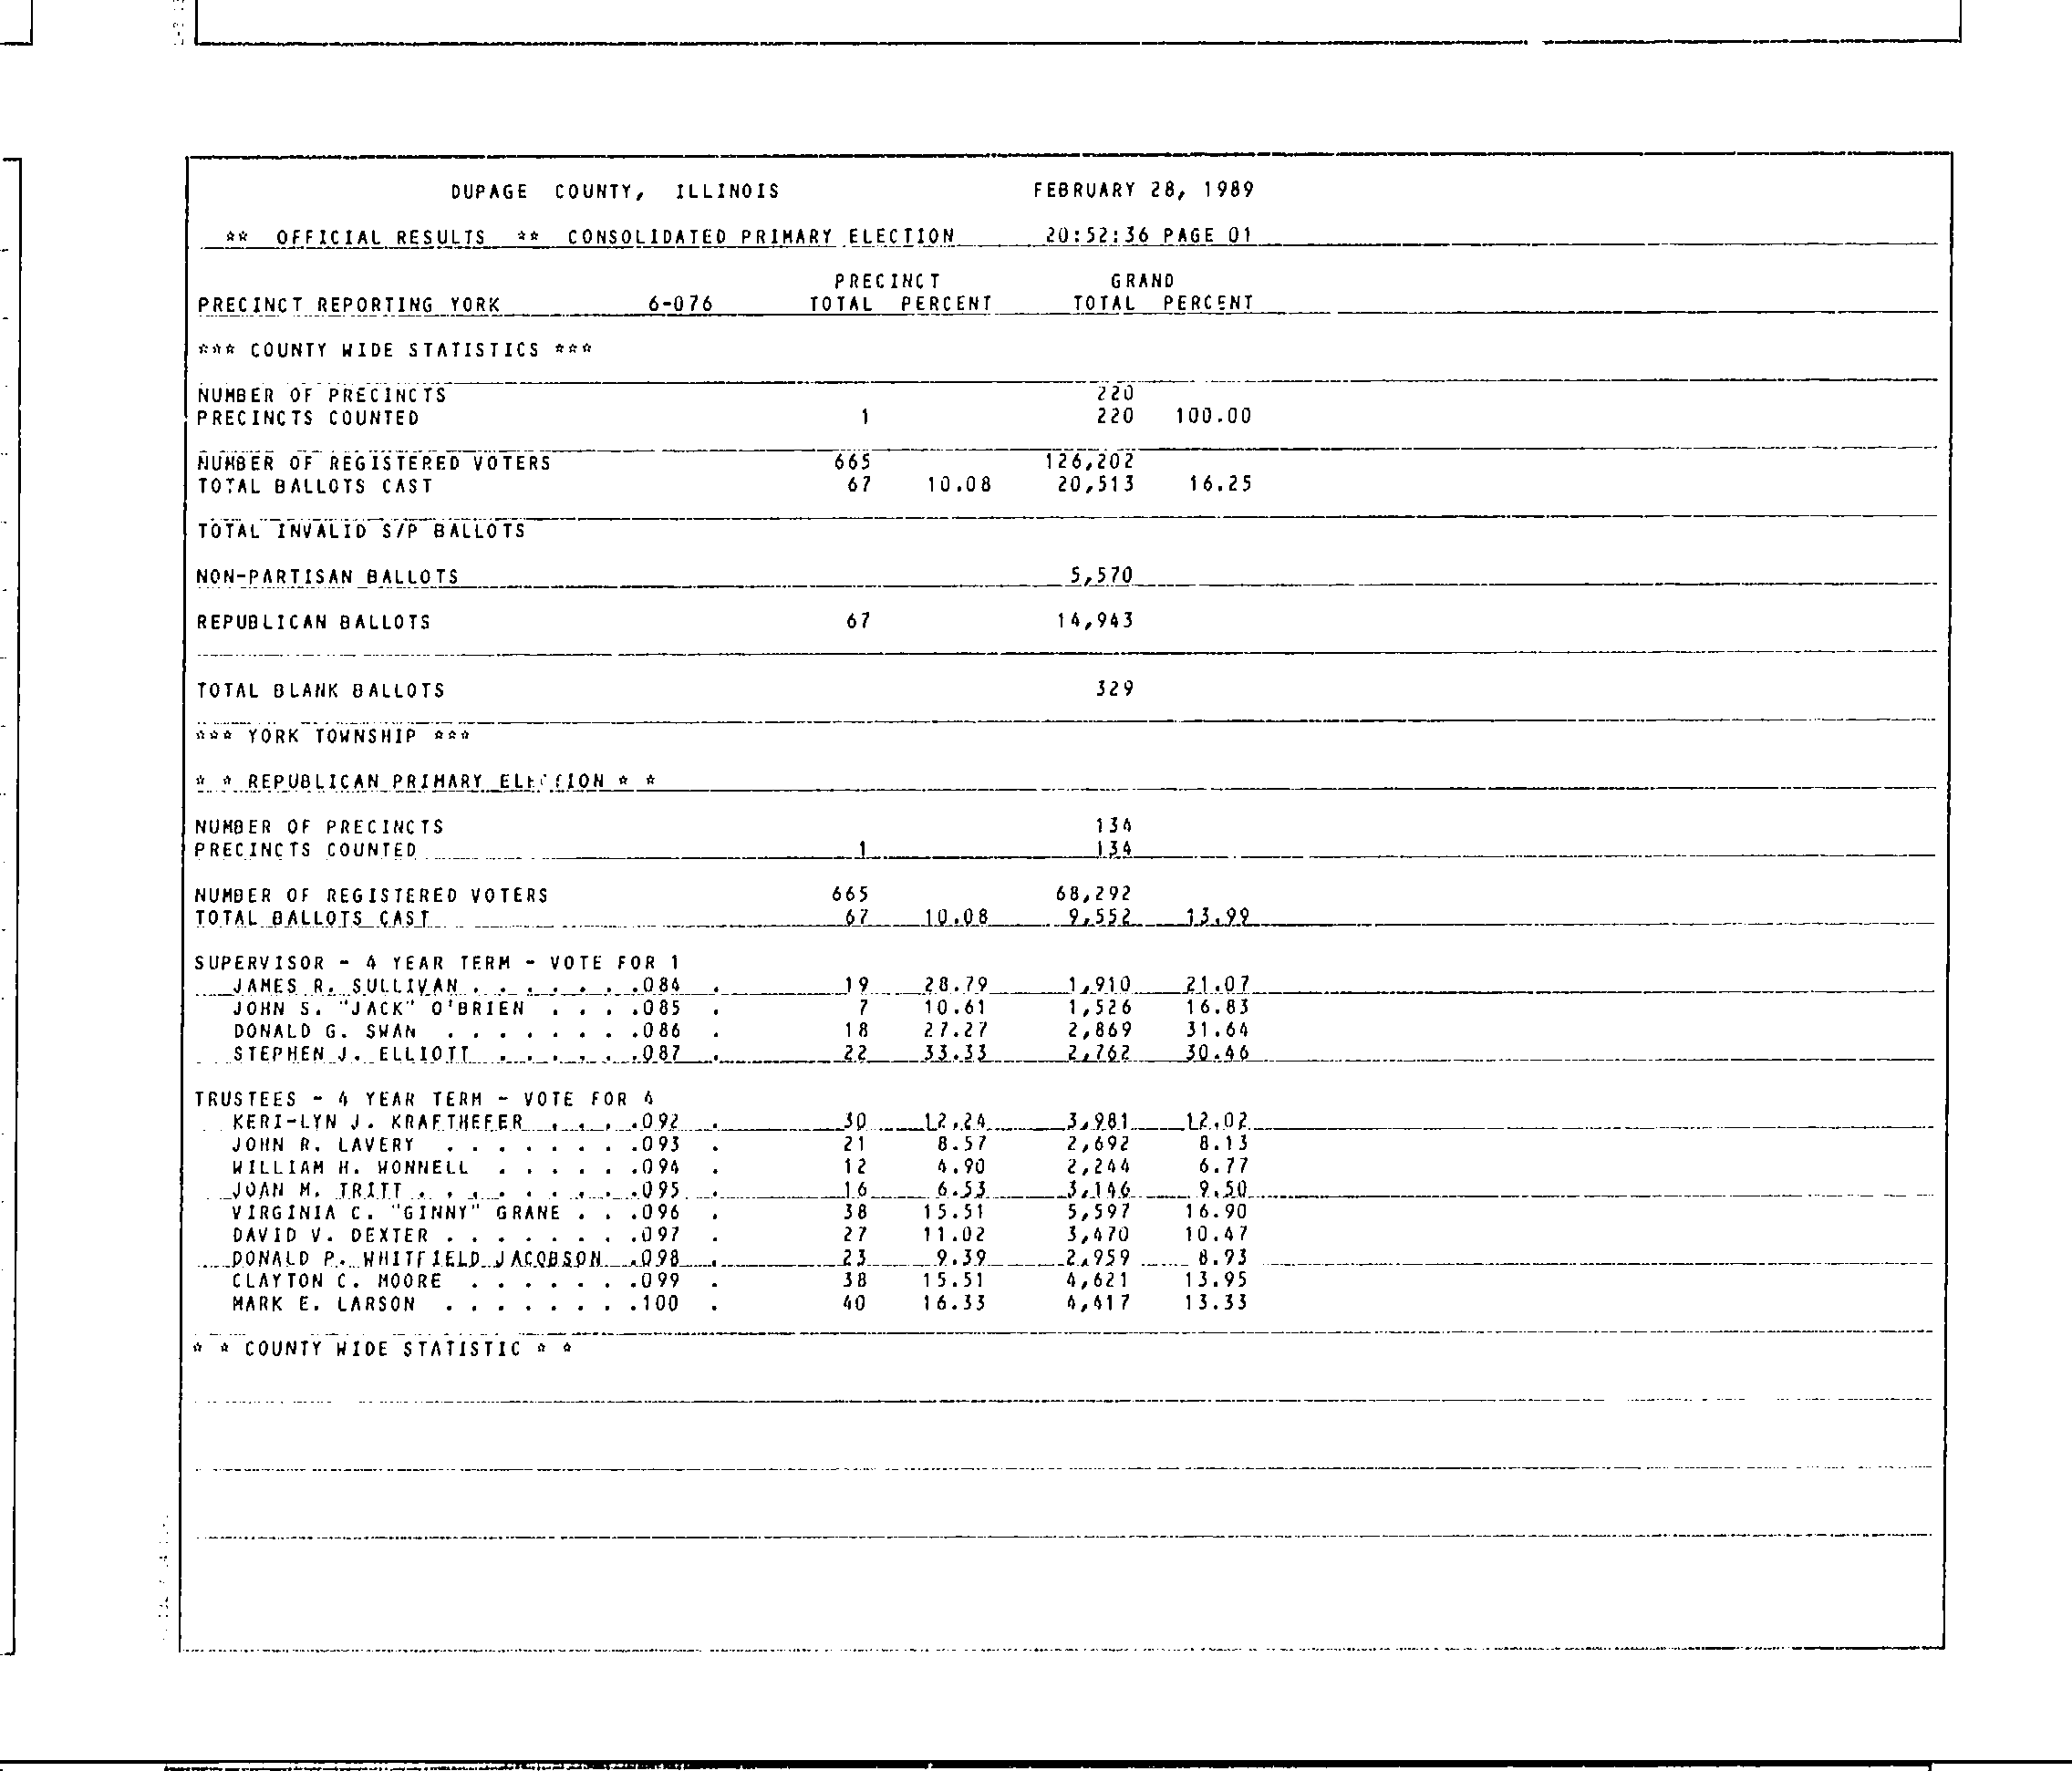 DUPAGE COUNTY, ILLINOIS FEBRUARY 28, 1989
** OFFICIAL RESULTS ** CONSOLIDATED PRIMARY ELECTION 20:52:36 PAGE 01
PRECINCT GRAND
PRECINCT REPORTING YORK 6-076 TOTAL PERCENT TOTAL PERCENT
*** COUNTY WIDE STATISTICS ***
NUMBER OF PRECINCTS 220
PRECINCTS COUNTED 1 220 100.00
NUMBER OF REGISTERED VOTERS 665 126,202
TOTAL BALLOTS CAST 67 10.08 20,513 16.25
TOTAL INVALID S/P BALLOTS
NON-PARTISAN BALLOTS 5,570
REPUBLICAN BALLOTS 67 14,943
TOTAL BLANK BALLOTS 329
*** YORK TOWNSHIP ***
* * REPUBLICAN PRIMARY ELECTION * *
NUMBER OF PRECINCTS 134
PRECINCTS COUNTED 1 134
NUMBER OF REGISTERED VOTERS 665 68,292
TOTAL BALLOTS CAST 67 10.08 9,552 13.99
SUPERVISOR - 4 YEAR TERM - VOTE FOR 1
JAMES R. SULLIVAN . . . . . . .084 . 19 28.79 1,910 21.07
JOHN S. "JACK" O'BRIEN . . . .085 . 7 10.61 1,526 16.83
DONALD G. SWAN . . . . . . . .086 . 18 27.27 2,869 31.64
STEPHEN J. ELLIOTT . . . . . .087 . 22 33.33 2,762 30.46
TRUSTEES - 4 YEAR TERM - VOTE FOR 4
KERI-LYN J. KRAFTHEFER . . . .092 . 30 12.24 3,981 12.02
JOHN R. LAVERY . . . . . . . .093 . 21 8.57 2,692 8.13
WILLIAM H. WONNELL . . . . . .094 . 12 4.90 2,244 6.77
JOAN M. TRITT . . . . . . . . .095 . 16 6.53 3,146 9.50
VIRGINIA C. "GINNY" GRANE . . .096 . 38 15.51 5,597 16.90
DAVID V. DEXTER . . . . . . . .097 . 27 11.02 3,470 10.47
DONALD P. WHITFIELD JACOBSON .098 . 23 9.39 2,959 8.93
CLAYTON C. MOORE . . . . . . .099 . 38 15.51 4,621 13.95
MARK E. LARSON . . . . . . . .100 . 40 16.33 4,417 13.33
* * COUNTY WIDE STATISTIC * *